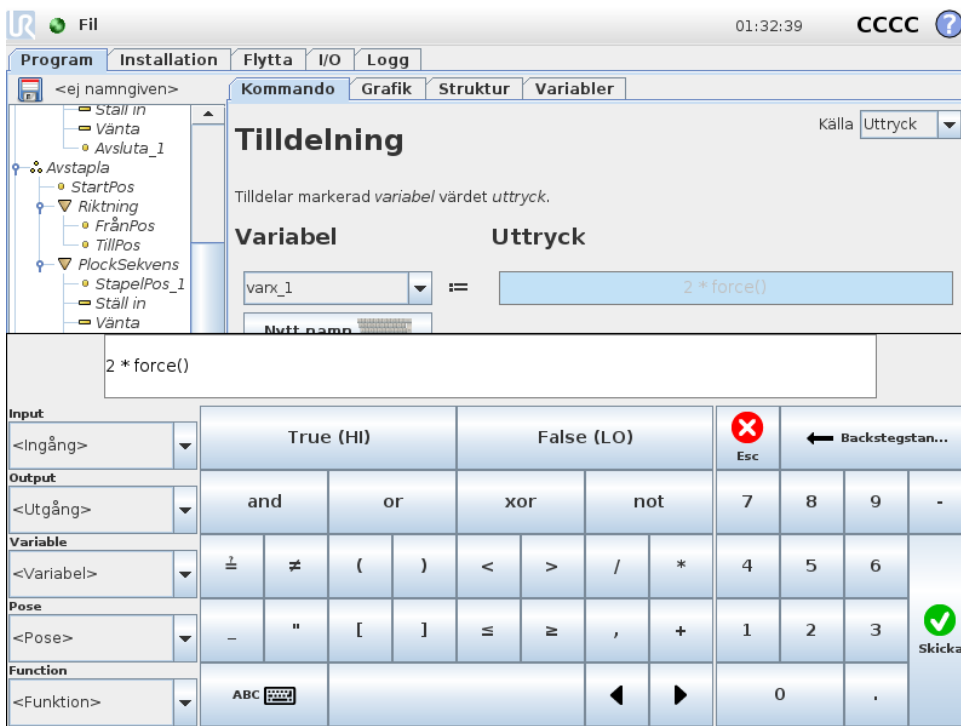 UR Fil 01:32:39 CCCC ?
Program Installation Flytta I/O Logg
<ej namngiven> Kommando Grafik Struktur Variabler
Ställ in
Vänta
Avsluta_1
Avstapla
StartPos
Riktning
FrånPos
TillPos
PlockSekvens
StapelPos_1
Ställ in
Vänta
Tilldelning
Källa Uttryck
Tilldelar markerad variabel värdet uttryck.
Variabel Uttryck
varx_1 := 2 * force()
Nytt namn
2 * force()
Input
<Ingång>
Output
<Utgång>
Variable
<Variabel>
Pose
<Pose>
Function
<Funktion>
True (HI) False (LO) Esc Backstegstan...
and or xor not 7 8 9 -
≟ ≠ ( ) < > / * 4 5 6
_ " [ ] ≤ ≥ , + 1 2 3 Skicka
ABC 0 .